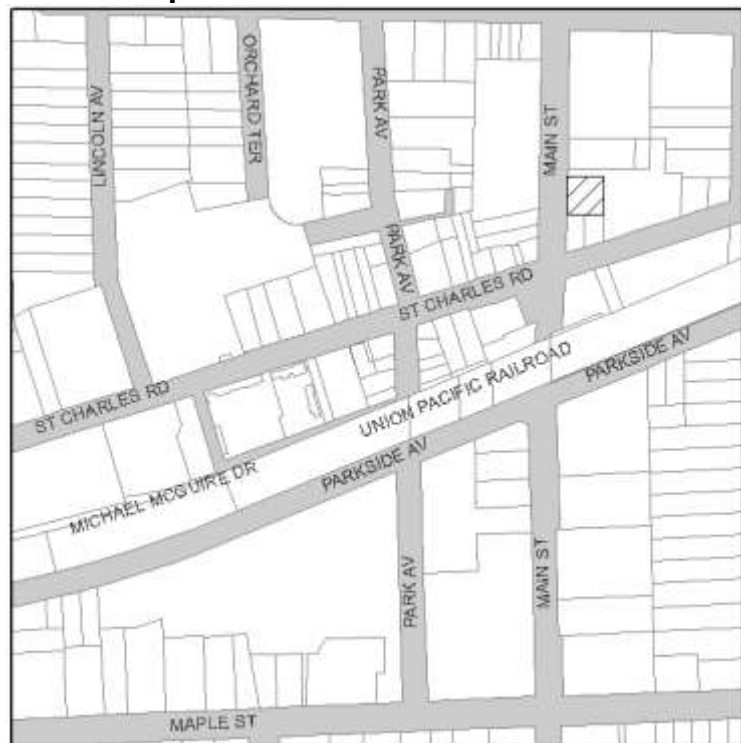 LINCOLN AV
ORCHARD TER
PARK AV
MAIN ST
PARK AV
ST CHARLES RD
ST CHARLES RD
UNION PACIFIC RAILROAD
PARKSIDE AV
MICHAEL MCGUIRE DR
PARKSIDE AV
PARK AV
MAIN ST
MAPLE ST